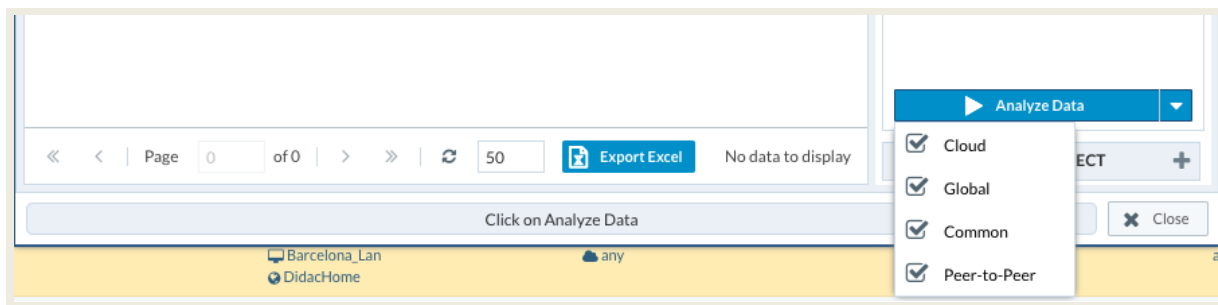 Analyze Data
Cloud
Page 0 of 0 50 Export Excel No data to display
ECT
Global
Click on Analyze Data
Close
Common
Barcelona_Lan any
DidacHome
Peer-to-Peer